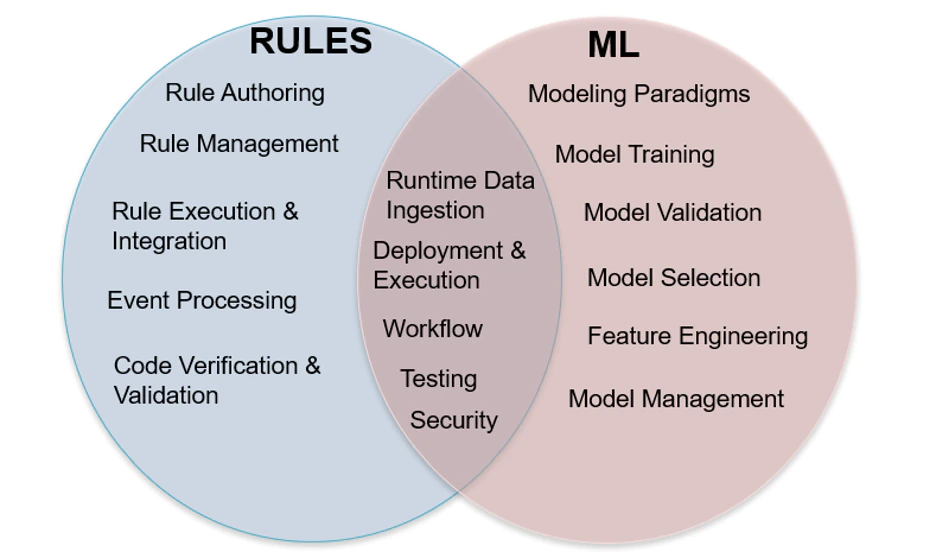 RULES
Rule Authoring
Rule Management
Rule Execution &
Integration
Event Processing
Code Verification &
Validation
Runtime Data
Ingestion
Deployment &
Execution
Workflow
Testing
Security
ML
Modeling Paradigms
Model Training
Model Validation
Model Selection
Feature Engineering
Model Management